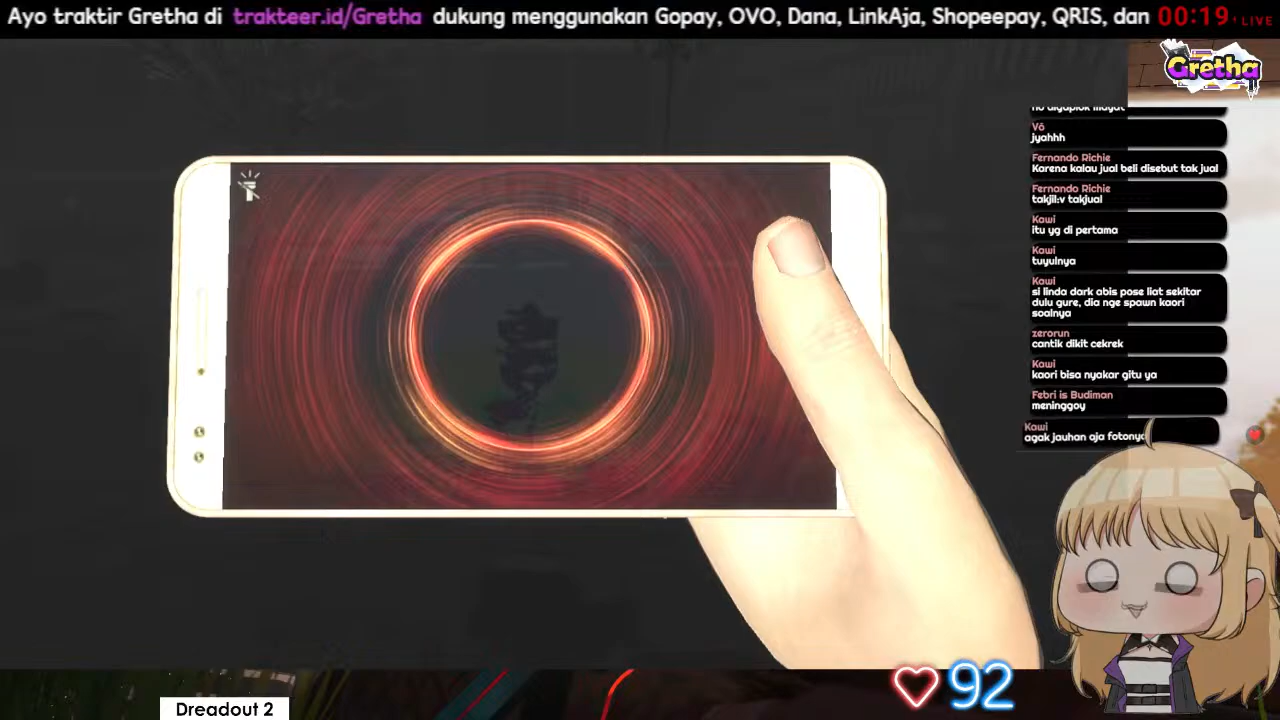 Ayo traktir Gretha di trakteer.id/Gretha dukung menggunakan Gopay, OVO, Dana, LinkAja, Shopeepay, QRIS, dan
00:19 LIVE
Gretha
Vô
jyahhh
Fernando Richie
Karena kalau jual beli disebut tak jual
Fernando Richie
takjil:v takjual
Kawi
itu yg di pertama
Kawi
tuyulnya
Kawi
si linda dark abis pose liat sekitar
dulu gure, dia nge spawn kaori
soalnya
zerorun
cantik dikit cekrek
Kawi
kaori bisa nyakar gitu ya
Febri is Budiman
meninggoy
Kawi
agak jauhan aja fotonya
92
Dreadout 2